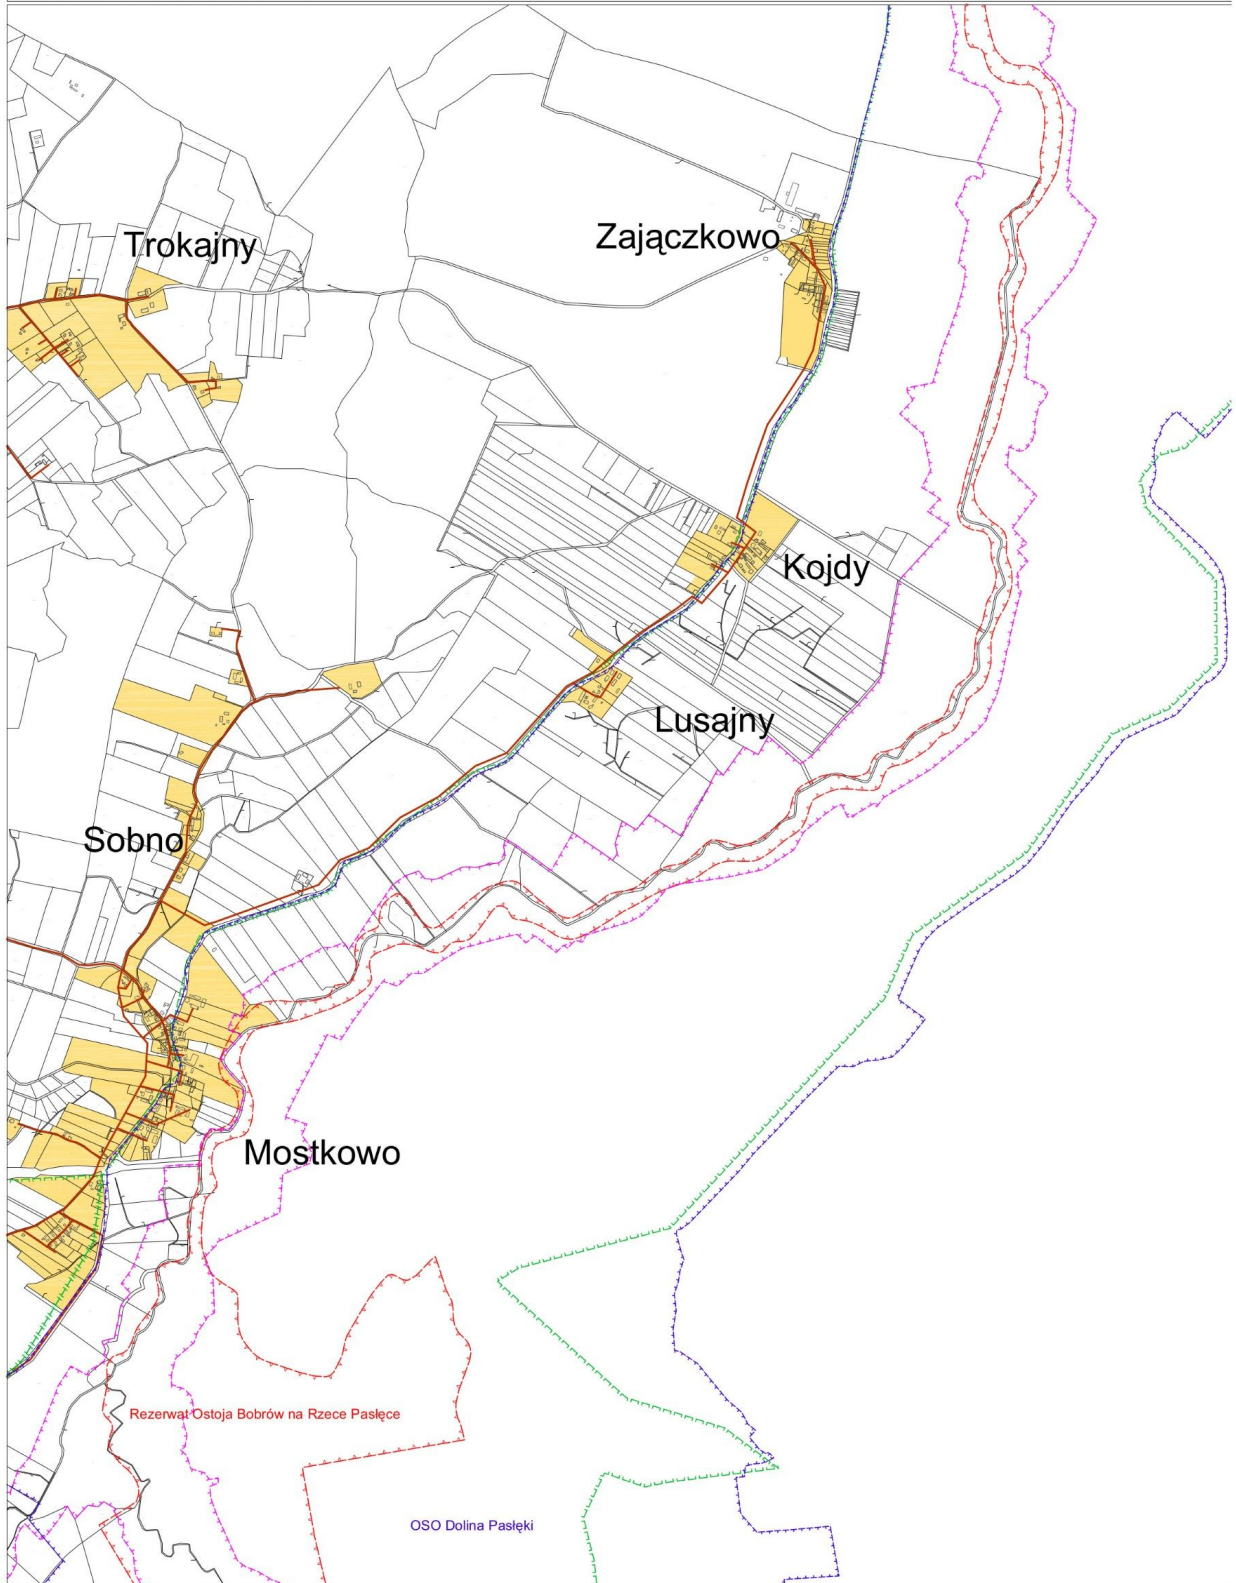 Zajączkowo
Trokajny
Kojdy
Lusajny
Sobno
Mostkowo
Rezerwat Ostoja Bobrów na Rzece Pasłęce
OSO Dolina Pasłęki